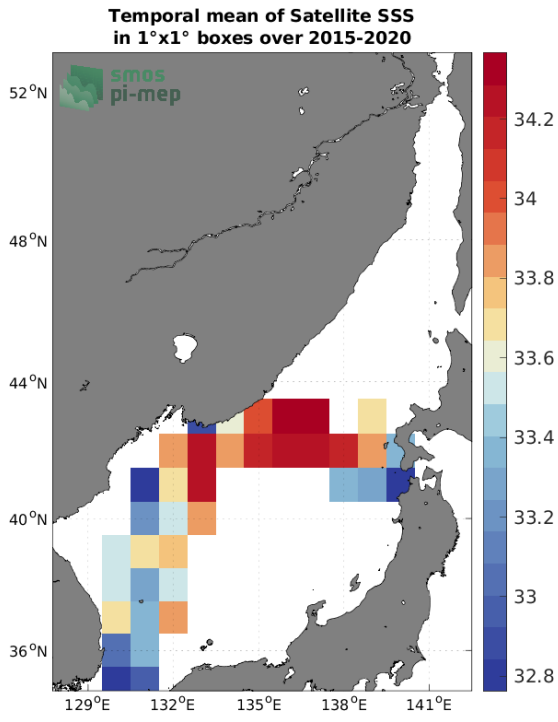 Temporal mean of Satellite SSS
in 1°x1° boxes over 2015-2020
smos
pi-mep
52°N
48°N
44°N
40°N
36°N
129°E
132°E
135°E
138°E
141°E
34.2
34
33.8
33.6
33.4
33.2
33
32.8